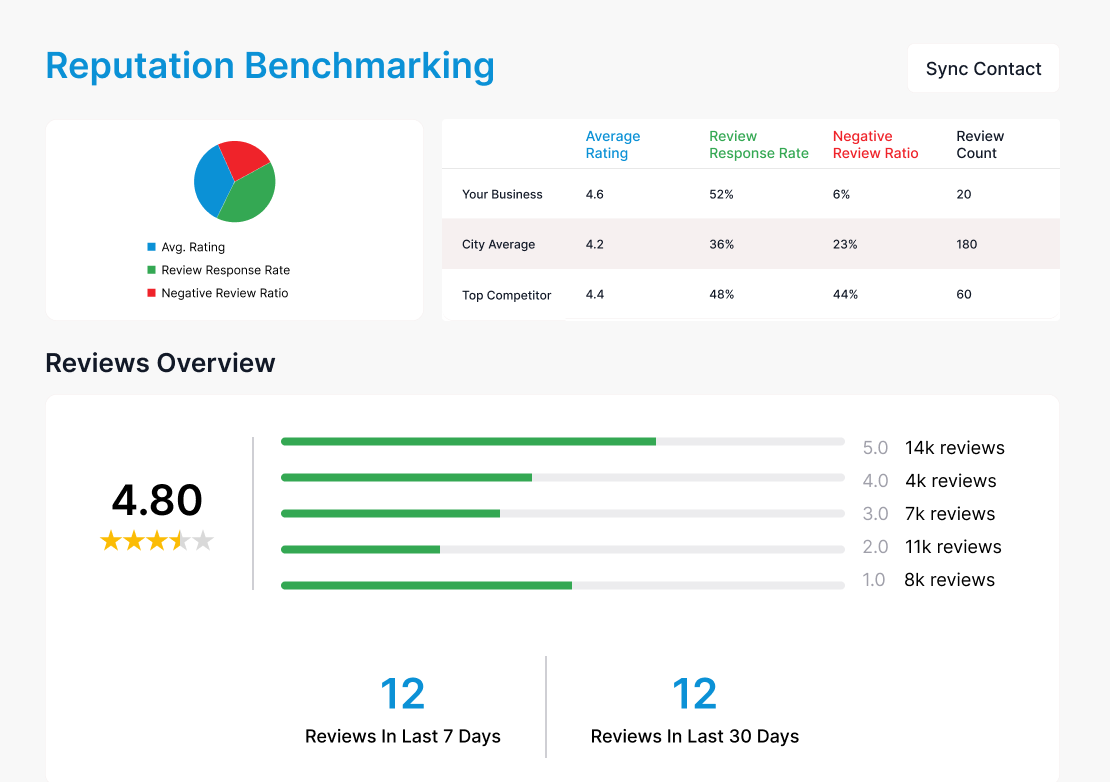 Reputation Benchmarking
Sync Contact
Avg. Rating
Review Response Rate
Negative Review Ratio
Average Rating
Review Response Rate
Negative Review Ratio
Review Count
Your Business 4.6 52% 6% 20
City Average 4.2 36% 23% 180
Top Competitor 4.4 48% 44% 60
Reviews Overview
4.80
5.0 14k reviews
4.0 4k reviews
3.0 7k reviews
2.0 11k reviews
1.0 8k reviews
12
Reviews In Last 7 Days
12
Reviews In Last 30 Days